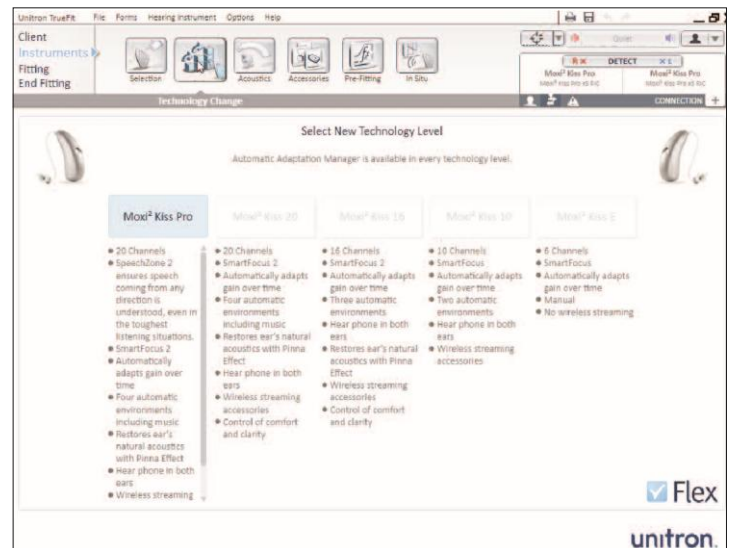 Unitron TrueFit File Forms Hearing Instrument Options Help
Client
Instruments
Fitting
End Fitting
Selection
Acoustics
Accessories
Pre-Fitting
In Situ
Quiet
R DETECT L
Moxi² Kiss Pro
Moxi² Kiss Pro
CONNECTION +
Technology Change
Select New Technology Level
Automatic Adaptation Manager is available in every technology level.
Moxi² Kiss Pro
Moxi² Kiss 20
Moxi² Kiss 16
Moxi² Kiss 10
Moxi² Kiss E
• 20 Channels
• SpeechZone 2
ensures speech
coming from any
direction is
understood, even in
the toughest
listening situations.
• SmartFocus 2
• Automatically
adapts gain over
time
• Four automatic
environments
including music
• Restores ear's
natural acoustics
with Pinna Effect
• Hear phone in both
ears
• Wireless streaming
• 20 Channels
• SmartFocus 2
• Automatically adapts
gain over time
• Four automatic
environments
including music
• Restores ear's natural
acoustics with Pinna
Effect
• Hear phone in both
ears
• Wireless streaming
accessories
• Control of comfort
and clarity
• 16 Channels
• SmartFocus 2
• Automatically adapts
gain over time
• Three automatic
environments
• Hear phone in both
ears
• Restores ear's natural
acoustics with Pinna
Effect
• Wireless streaming
accessories
• Control of comfort
and clarity
• 10 Channels
• SmartFocus
• Automatically adapts
gain over time
• Two automatic
environments
• Hear phone in both
ears
• Wireless streaming
accessories
• 6 Channels
• SmartFocus
• Automatically adapts
gain over time
• Manual
• No wireless streaming
Flex
unitron.